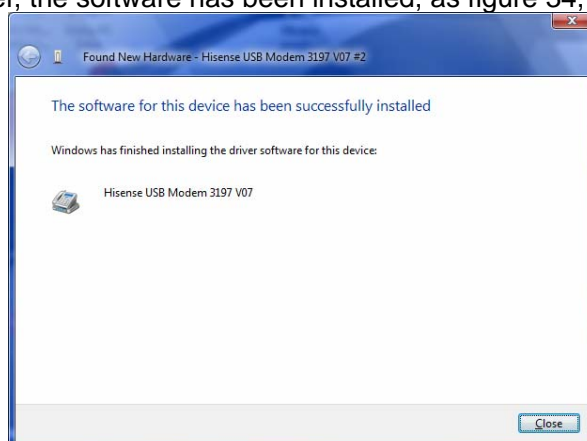 the software has been installed, as figure 34,
Found New Hardware - Hisense USB Modem 3197 V07 #2
The software for this device has been successfully installed
Windows has finished installing the driver software for this device:
Hisense USB Modem 3197 V07
Close